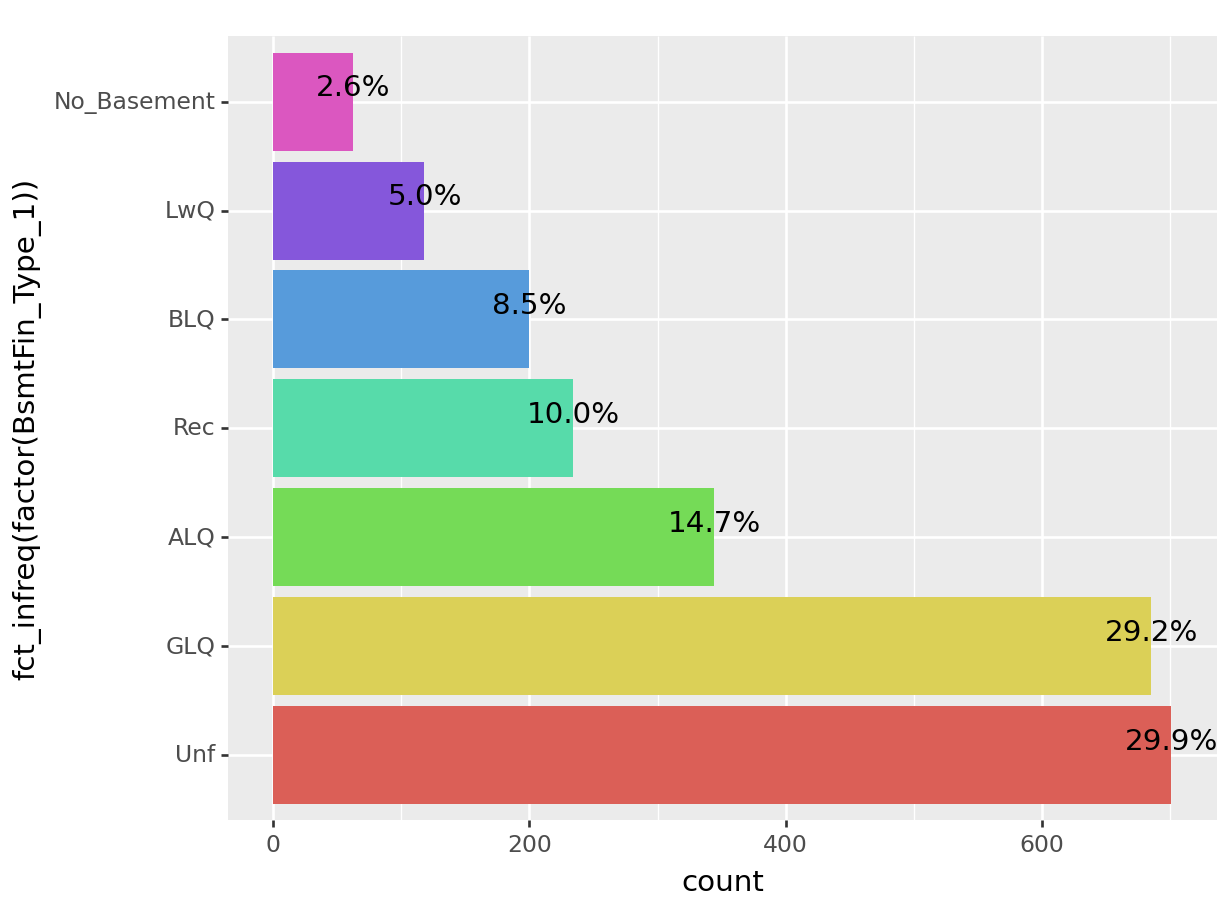 No_Basement
2.6%
LwQ
5.0%
BLQ
8.5%
Rec
10.0%
ALQ
14.7%
GLQ
29.2%
Unf
29.9%
0 200 400 600
count
fct_infreq(factor(BsmtFin_Type_1))